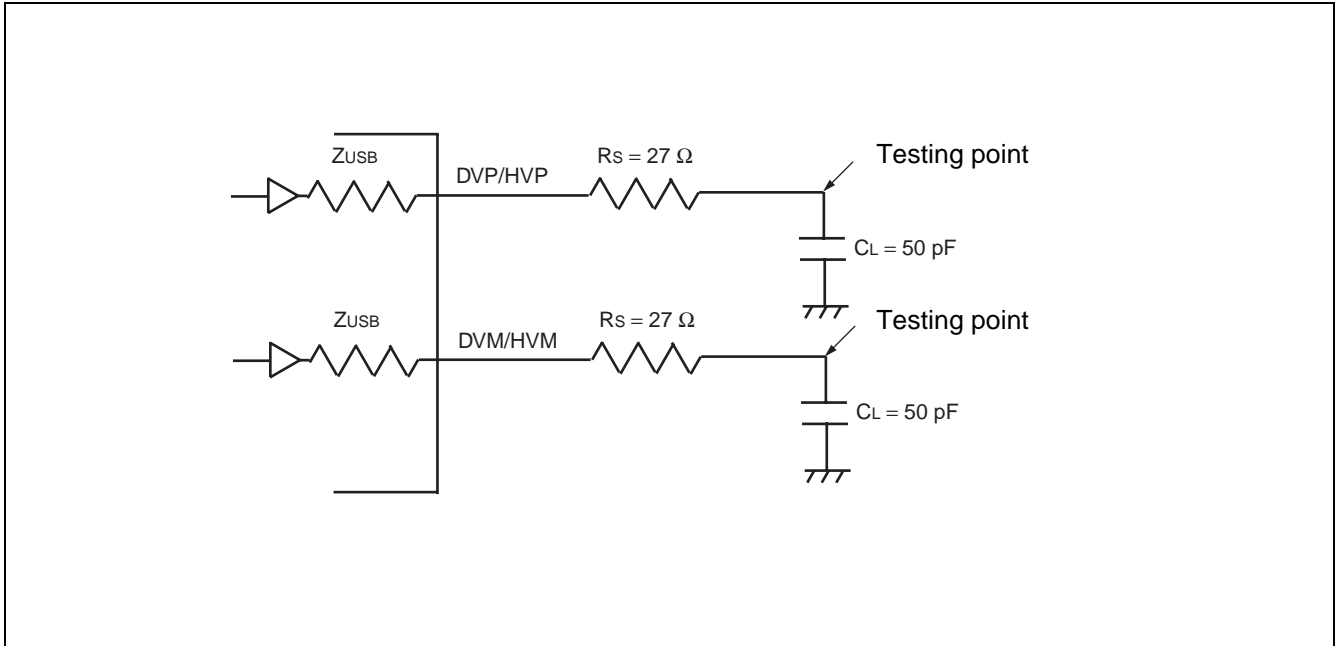 ZUSB
DVP/HVP
RS = 27 Ω
Testing point
CL = 50 pF
ZUSB
DVM/HVM
RS = 27 Ω
Testing point
CL = 50 pF